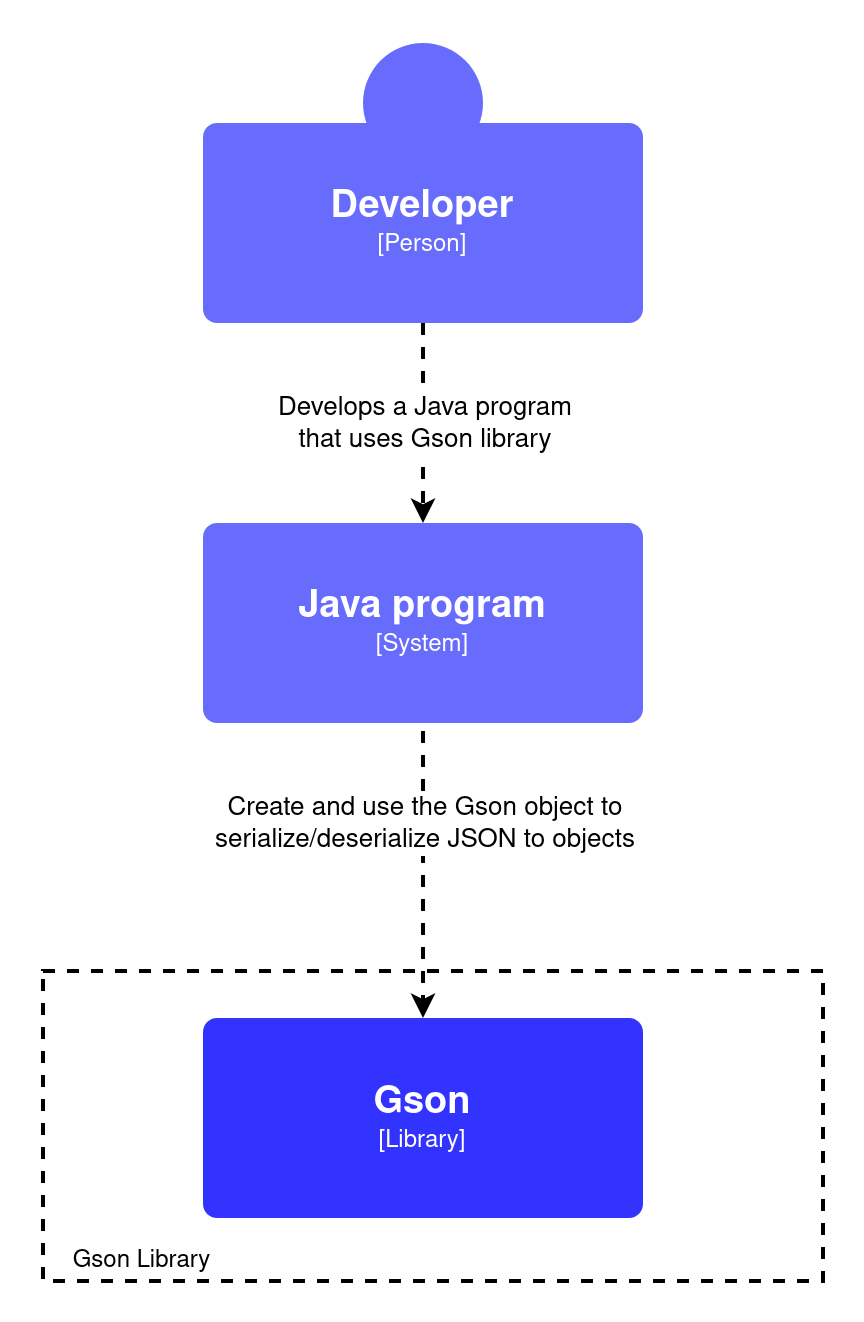 Developer
[Person]
Develops a Java program
that uses Gson library
Java program
[System]
Create and use the Gson object to
serialize/deserialize JSON to objects
Gson
[Library]
Gson Library